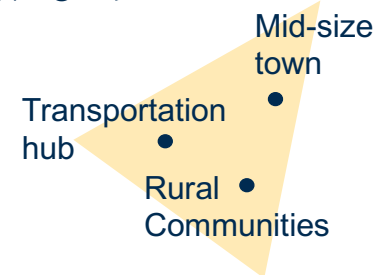 Mid-size
town
Transportation
hub
Rural
Communities